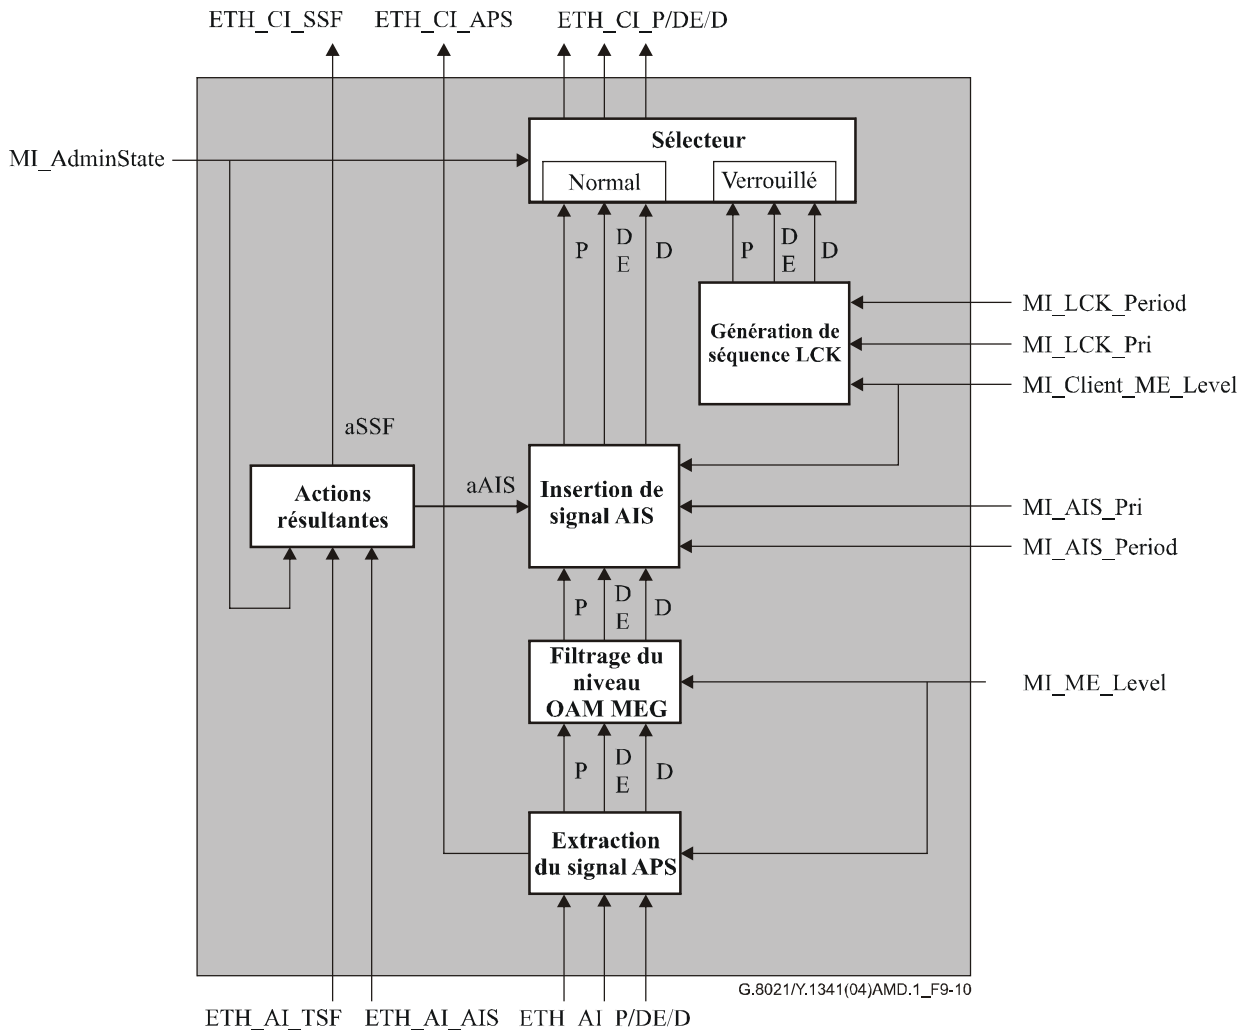 ETH_CI_SSF
ETH_CI_APS
ETH_CI_P/DE/D
Sélecteur
MI_AdminState
Normal
Verrouillé
P
D
E
D
P
D
E
D
Génération de
séquence LCK
MI_LCK_Period
MI_LCK_Pri
MI_Client_ME_Level
aSSF
Actions
résultantes
aAIS
Insertion de
signal AIS
MI_AIS_Pri
MI_AIS_Period
P
D
E
D
Filtrage du
niveau
OAM MEG
MI_ME_Level
P
D
E
D
Extraction
du signal APS
G.8021/Y.1341(04)AMD.1_F9-10
ETH_AI_TSF
ETH_AI_AIS
ETH_AI_P/DE/D